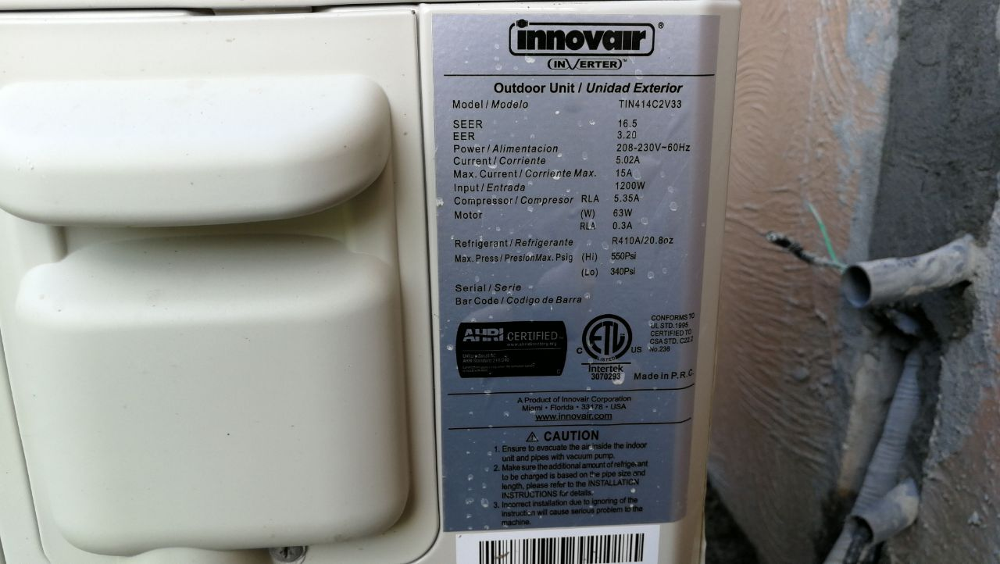 innovair®
INVERTER™
Outdoor Unit / Unidad Exterior
Model / Modelo TIN414C2V33
SEER 16.5
EER 3.20
Power / Alimentacion 208-230V~60Hz
Current / Corriente 5.02A
Max. Current / Corriente Max. 15A
Input / Entrada 1200W
Compressor / Compresor RLA 5.35A
Motor (W) 63W
RLA 0.3A
Refrigerant / Refrigerante R410A/20.8oz
Max. Press / Presión Max. Psig (Hi) 550Psi
(Lo) 340Psi
Serial / Serie
Bar Code / Codigo de Barra
AHRI CERTIFIED™
www.ahridirectory.org
C ETL US
LISTED
Intertek
3070293
CONFORMS TO
UL STD.1995
CERTIFIED TO
CSA STD. C22.2
No.236
Made in P.R.C.
A Product of Innovair Corporation
Miami • Florida • 33178 • USA
www.innovair.com
CAUTION
1. Ensure to evacuate the air inside the indoor
unit and pipes with vacuum pump.
2. Make sure the additional amount of refrigerant
to be charged is based on the pipe size and
length, please refer to the INSTALLATION
INSTRUCTIONS for details.
3. Incorrect installation due to ignoring of the
instruction will cause serious problem to the
machine.